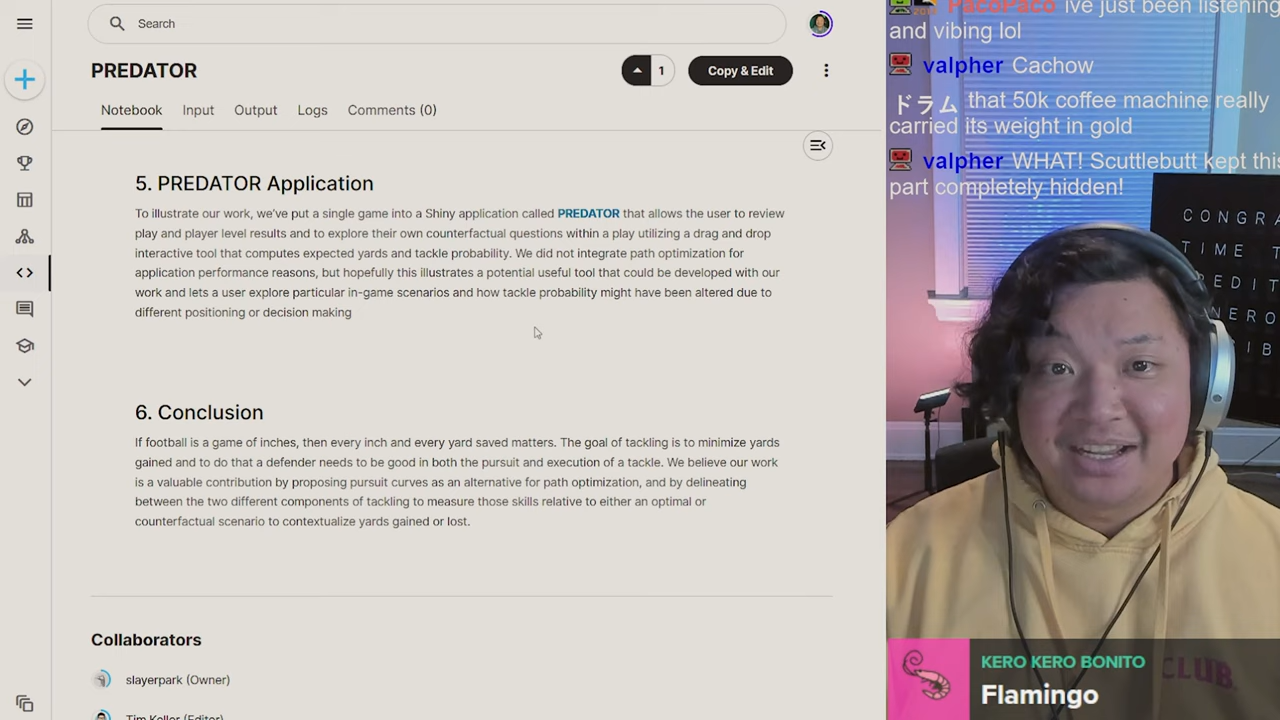 Search
PREDATOR
1
Copy & Edit
Notebook
Input
Output
Logs
Comments (0)
5. PREDATOR Application
To illustrate our work, we've put a single game into a Shiny application called PREDATOR that allows the user to review
play and player level results and to explore their own counterfactual questions within a play utilizing a drag and drop
interactive tool that computes expected yards and tackle probability. We did not integrate path optimization for
application performance reasons, but hopefully this illustrates a potential useful tool that could be developed with our
work and lets a user explore particular in-game scenarios and how tackle probability might have been altered due to
different positioning or decision making
6. Conclusion
If football is a game of inches, then every inch and every yard saved matters. The goal of tackling is to minimize yards
gained and to do that a defender needs to be good in both the pursuit and execution of a tackle. We believe our work
is a valuable contribution by proposing pursuit curves as an alternative for path optimization, and by delineating
between the two different components of tackling to measure those skills relative to either an optimal or
counterfactual scenario to contextualize yards gained or lost.
Collaborators
slayerpark (Owner)
Tim Keller (Editor)
PacoPaco ive just been listening
and vibing lol
valpher Cachow
ドラム that 50k coffee machine really
carried its weight in gold
valpher WHAT! Scuttlebutt kept this
part completely hidden!
CONGRA
TIME T
REDIT
NERO
SIB
CLUB.
KERO KERO BONITO
Flamingo